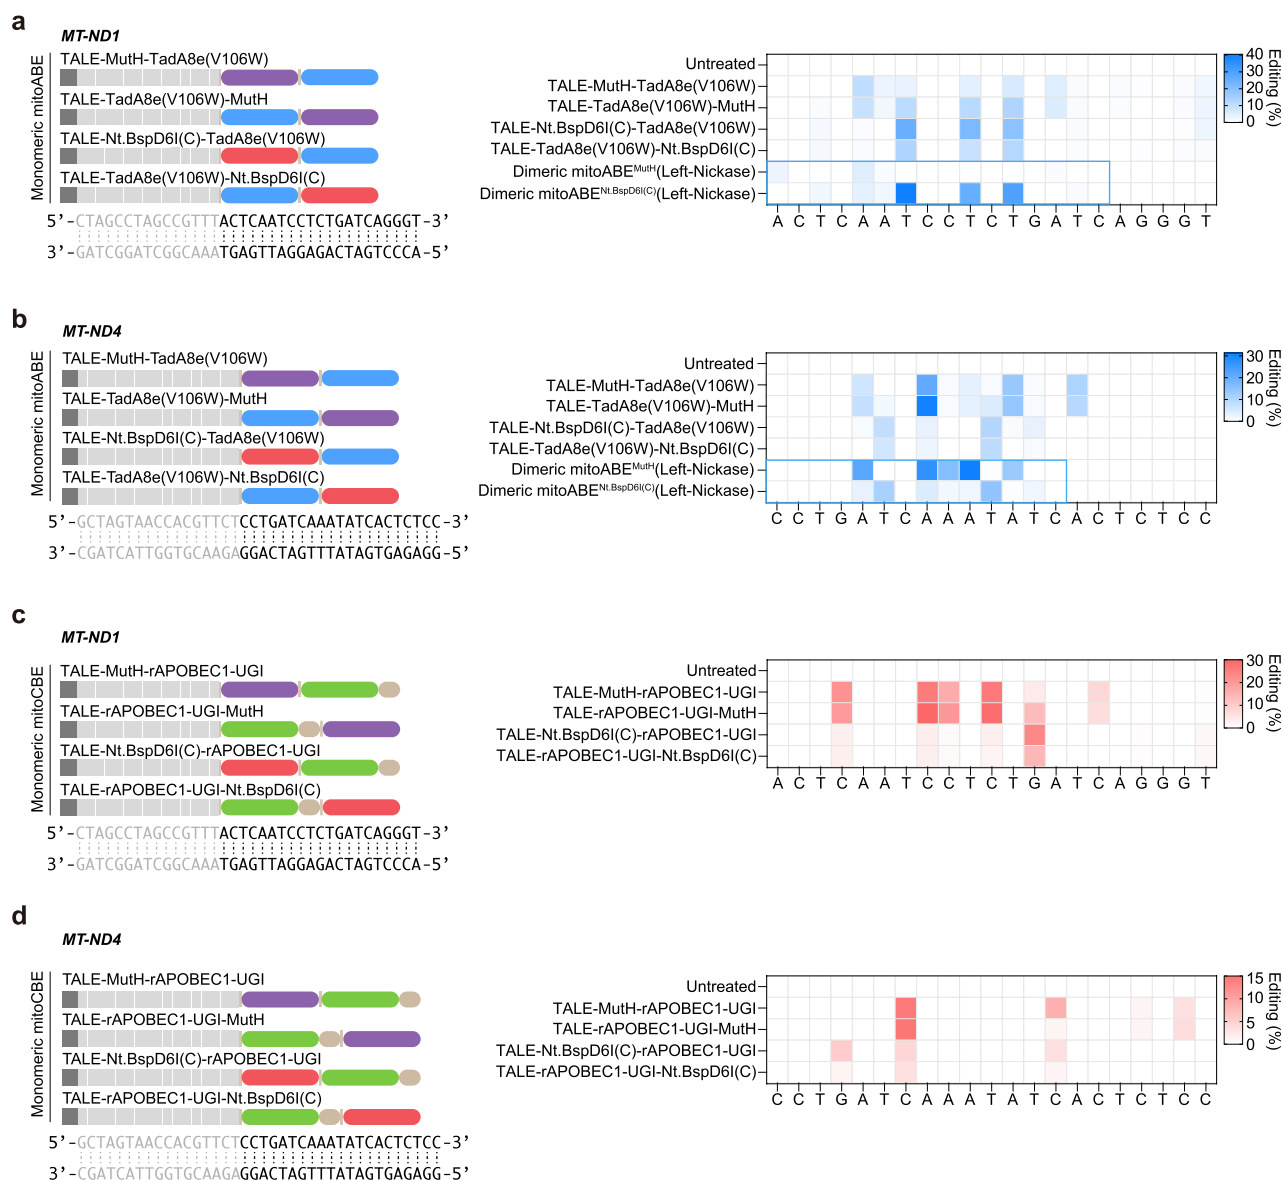 a
MT-ND1
Monomeric mitoABE
TALE-MutH-TadA8e(V106W)
TALE-TadA8e(V106W)-MutH
TALE-Nt.BspD6I(C)-TadA8e(V106W)
TALE-TadA8e(V106W)-Nt.BspD6I(C)
5’-CTAGCCTAGCCGTTTACTCAATCCTCTGATCAGGGT-3’
3’-GATCGGATCGGCAAATGAGTTAGGAGACTAGTCCCA-5’
Untreated
TALE-MutH-TadA8e(V106W)
TALE-TadA8e(V106W)-MutH
TALE-Nt.BspD6I(C)-TadA8e(V106W)
TALE-TadA8e(V106W)-Nt.BspD6I(C)
Dimeric mitoABEMutH(Left-Nickase)
Dimeric mitoABENt.BspD6I(C)(Left-Nickase)
A C T C A A T C C T C T G A T C A G G G T
40
30
20
10
0
Editing (%)
b
MT-ND4
Monomeric mitoABE
TALE-MutH-TadA8e(V106W)
TALE-TadA8e(V106W)-MutH
TALE-Nt.BspD6I(C)-TadA8e(V106W)
TALE-TadA8e(V106W)-Nt.BspD6I(C)
5’-GCTAGTAACCACGTTCTCCTGATCAAATATCACTCTCC-3’
3’-CGATCATTGGTGCAAGAGGACTAGTTTATAGTGAGAGG-5’
Untreated
TALE-MutH-TadA8e(V106W)
TALE-TadA8e(V106W)-MutH
TALE-Nt.BspD6I(C)-TadA8e(V106W)
TALE-TadA8e(V106W)-Nt.BspD6I(C)
Dimeric mitoABEMutH(Left-Nickase)
Dimeric mitoABENt.BspD6I(C)(Left-Nickase)
C C T G A T C A A A T A T C A C T C T C C
30
20
10
0
Editing (%)
c
MT-ND1
Monomeric mitoCBE
TALE-MutH-rAPOBEC1-UGI
TALE-rAPOBEC1-UGI-MutH
TALE-Nt.BspD6I(C)-rAPOBEC1-UGI
TALE-rAPOBEC1-UGI-Nt.BspD6I(C)
5’-CTAGCCTAGCCGTTTACTCAATCCTCTGATCAGGGT-3’
3’-GATCGGATCGGCAAATGAGTTAGGAGACTAGTCCCA-5’
Untreated
TALE-MutH-rAPOBEC1-UGI
TALE-rAPOBEC1-UGI-MutH
TALE-Nt.BspD6I(C)-rAPOBEC1-UGI
TALE-rAPOBEC1-UGI-Nt.BspD6I(C)
A C T C A A T C C T C T G A T C A G G G T
30
20
10
0
Editing (%)
d
MT-ND4
Monomeric mitoCBE
TALE-MutH-rAPOBEC1-UGI
TALE-rAPOBEC1-UGI-MutH
TALE-Nt.BspD6I(C)-rAPOBEC1-UGI
TALE-rAPOBEC1-UGI-Nt.BspD6I(C)
5’-GCTAGTAACCACGTTCTCCTGATCAAATATCACTCTCC-3’
3’-CGATCATTGGTGCAAGAGGACTAGTTTATAGTGAGAGG-5’
Untreated
TALE-MutH-rAPOBEC1-UGI
TALE-rAPOBEC1-UGI-MutH
TALE-Nt.BspD6I(C)-rAPOBEC1-UGI
TALE-rAPOBEC1-UGI-Nt.BspD6I(C)
C C T G A T C A A A T A T C A C T C T C C
15
10
5
0
Editing (%)